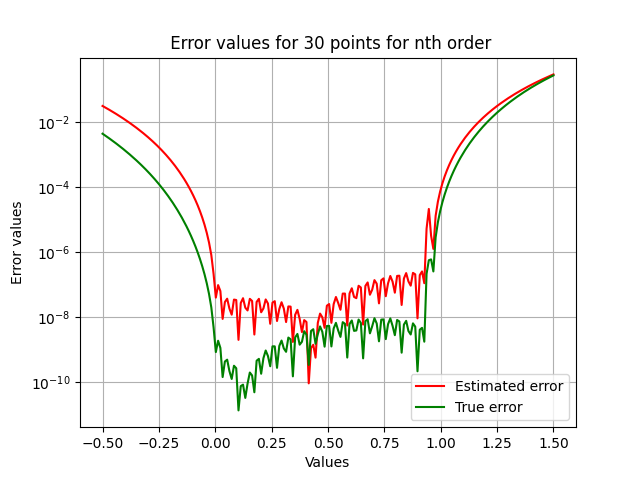 Error values for 30 points for nth order
Error values
10⁻²
10⁻⁴
10⁻⁶
10⁻⁸
10⁻¹⁰
Estimated error
True error
−0.50 −0.25 0.00 0.25 0.50 0.75 1.00 1.25 1.50
Values